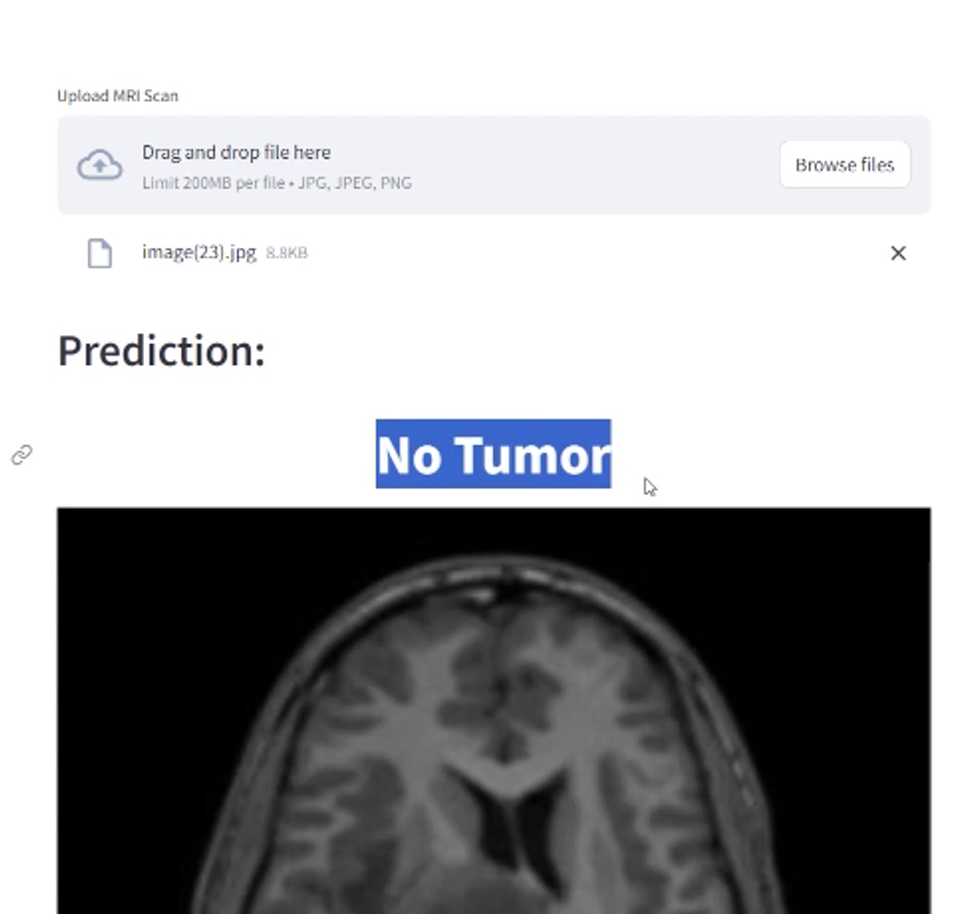 Upload MRI Scan
Drag and drop file here
Limit 200MB per file • JPG, JPEG, PNG
Browse files
image(23).jpg 8.8KB
Prediction:
No Tumor